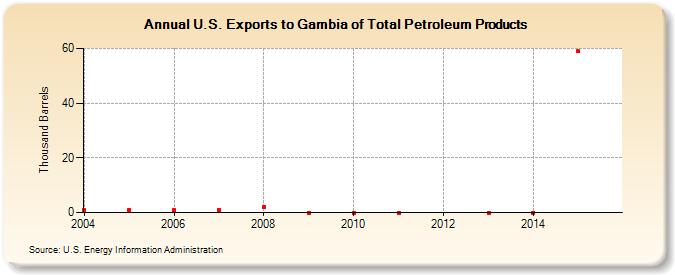 Annual U.S. Exports to Gambia of Total Petroleum Products
Thousand Barrels
60
40
20
0
2004 2006 2008 2010 2012 2014
Source: U.S. Energy Information Administration